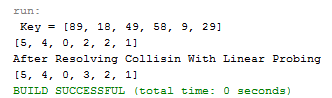 run:
Key = [89, 18, 49, 58, 9, 29]
[5, 4, 0, 2, 2, 1]
After Resolving Collisin With Linear Probing
[5, 4, 0, 3, 2, 1]
BUILD SUCCESSFUL (total time: 0 seconds)